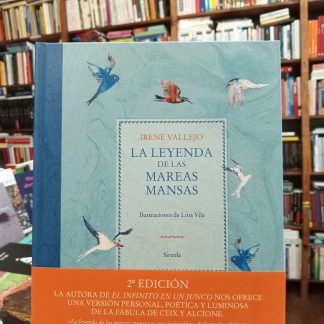 IRENE VALLEJO
LA LEYENDA
DE LAS
MAREAS
MANSAS
Ilustraciones de Lina Vila
Siruela
2ª EDICIÓN
LA AUTORA DE EL INFINITO EN UN JUNCO NOS OFRECE
UNA VERSIÓN PERSONAL, POÉTICA Y LUMINOSA
DE LA FÁBULA DE CEIX Y ALCÍONE.